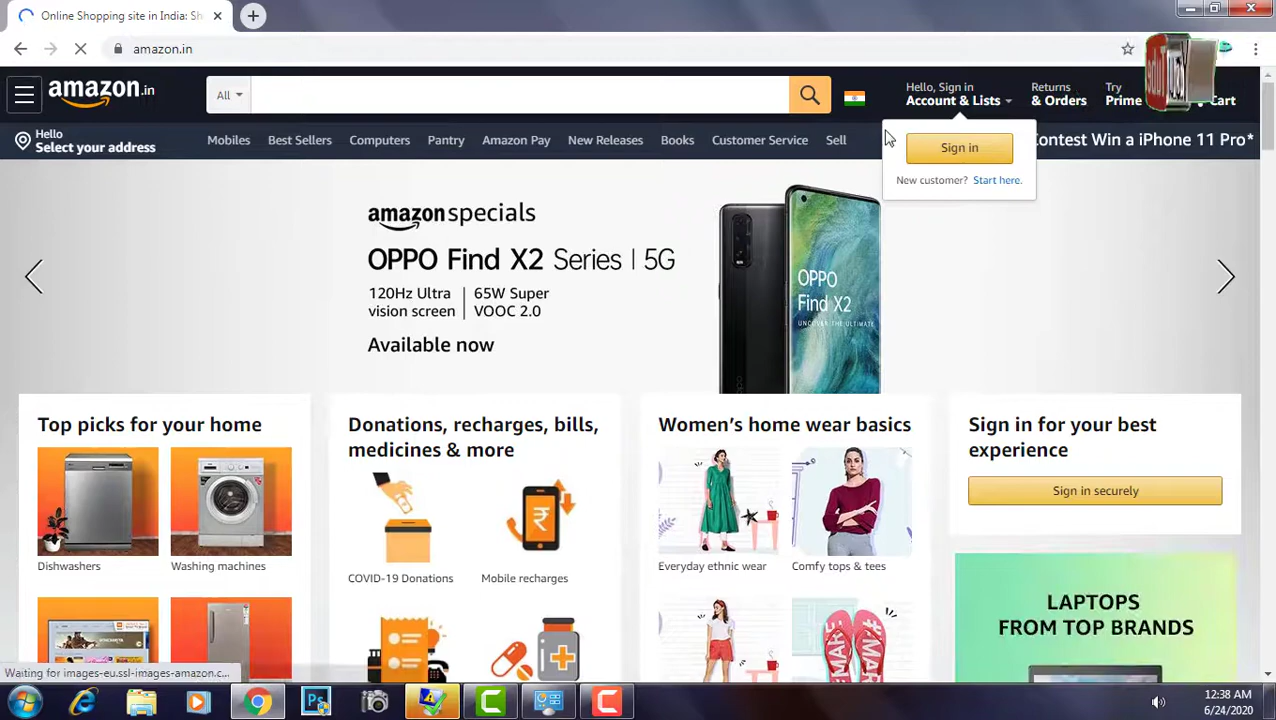 Online Shopping site in India: Sh
amazon.in
amazon.in
All
Hello, Sign in
Account & Lists
Returns
& Orders
Try
Prime
Cart
Hello
Select your address
Mobiles
Best Sellers
Computers
Pantry
Amazon Pay
New Releases
Books
Customer Service
Sell
Contest Win a iPhone 11 Pro*
Sign in
New customer? Start here.
amazon specials
OPPO Find X2 Series | 5G
120Hz Ultra
vision screen
65W Super
VOOC 2.0
Available now
OPPO
Find X2
UNCOVER THE ULTIMATE
Top picks for your home
Dishwashers
Washing machines
Donations, recharges, bills,
medicines & more
COVID-19 Donations
Mobile recharges
Women's home wear basics
Everyday ethnic wear
Comfy tops & tees
Sign in for your best
experience
Sign in securely
LAPTOPS
FROM TOP BRANDS
Waiting for images-eu.ssl-images-amazon.c...
Ps
12:38 AM
6/24/2020